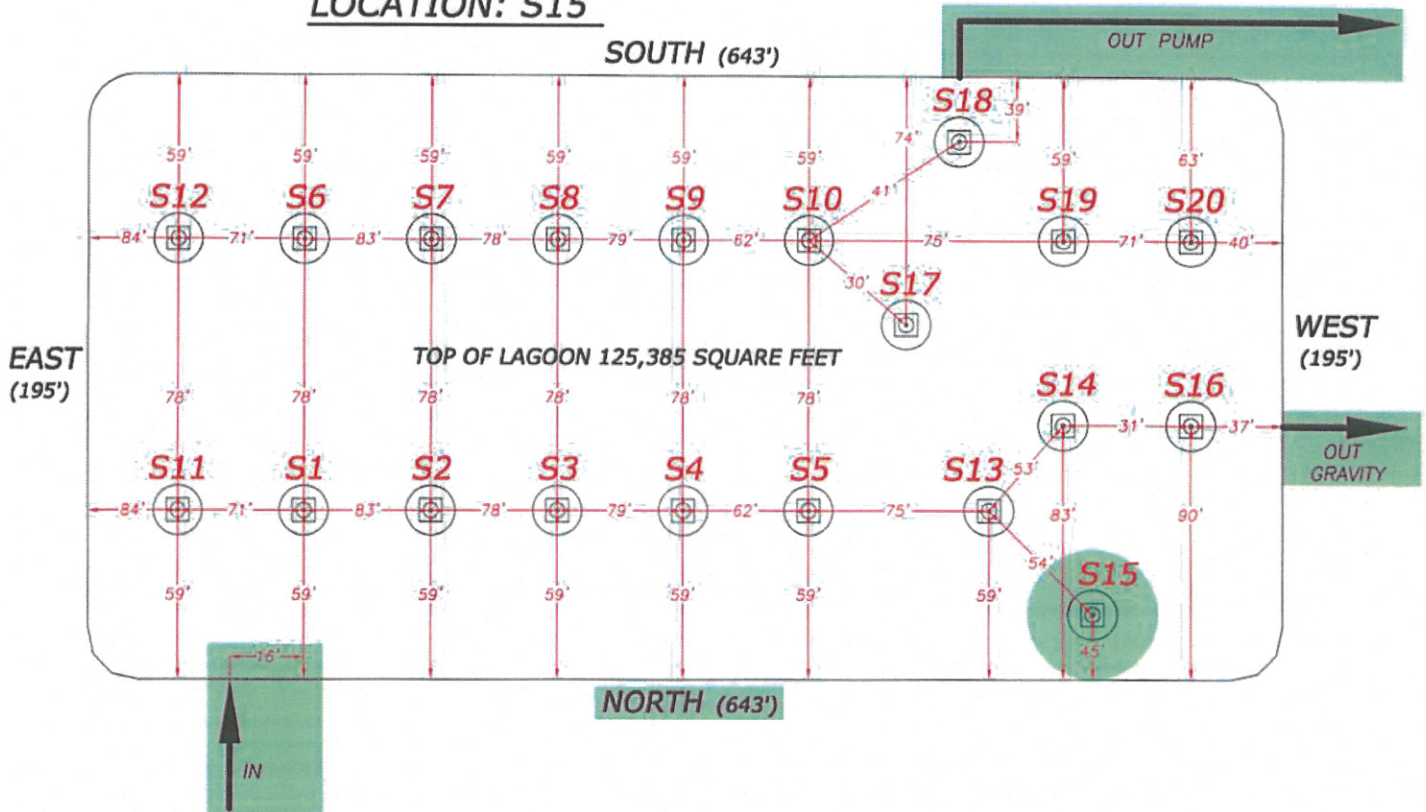 LOCATION: S15
OUT PUMP
SOUTH (643')
S18
39'
74'
59'
59'
59'
59'
59'
59'
63'
41'
S12
S6
S7
S8
S9
S10
S19
S20
84'
71'
83'
78'
79'
62'
75'
71'
40'
30'
S17
EAST
(195')
WEST
(195')
TOP OF LAGOON 125,385 SQUARE FEET
78'
78'
78'
78'
78'
78'
S14
S16
31'
37'
OUT
GRAVITY
S11
S1
S2
S3
S4
S5
S13
53'
84'
71'
83'
78'
79'
62'
75'
83'
90'
54'
S15
59'
59'
59'
59'
59'
59'
59'
45'
16'
NORTH (643')
IN